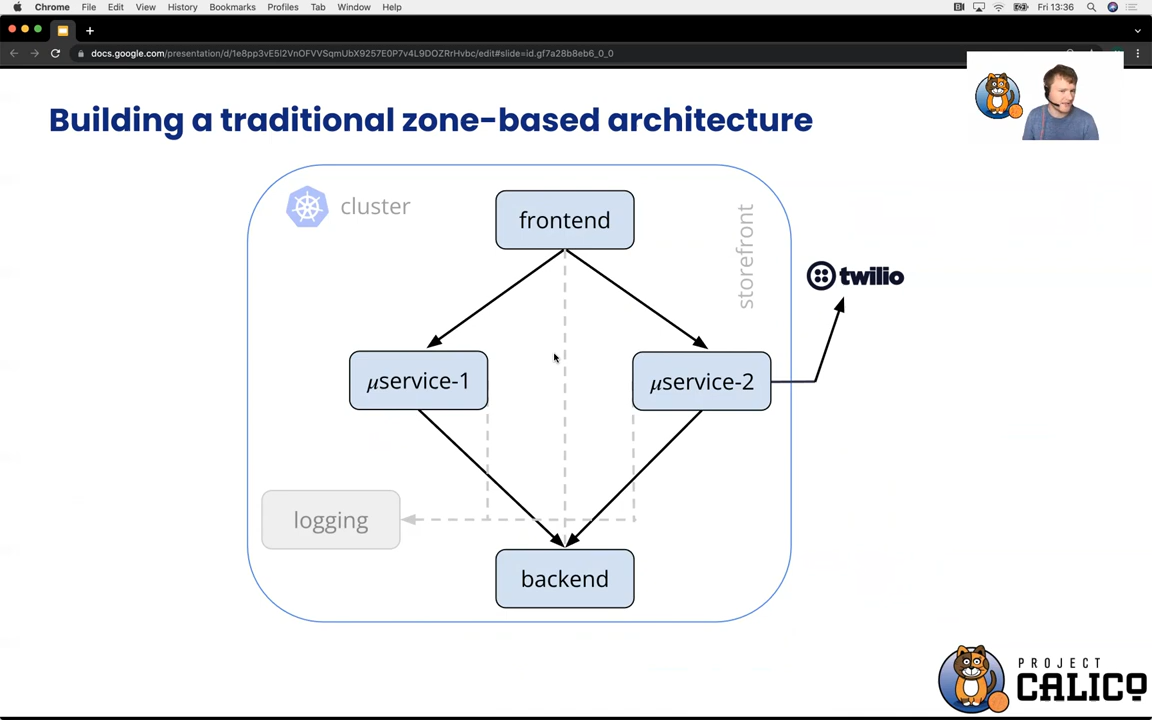 Chrome File Edit View History Bookmarks Profiles Tab Window Help
Fri 13:36
docs.google.com/presentation/d/1e8pp3vE5l2VnOFVVSqmUbX9257E0P7v4L9DOZRrHvbc/edit#slide=id.gf7a28b8eb6_0_0
Building a traditional zone-based architecture
cluster
frontend
storefront
twilio
μservice-1
μservice-2
logging
backend
PROJECT
CALICO